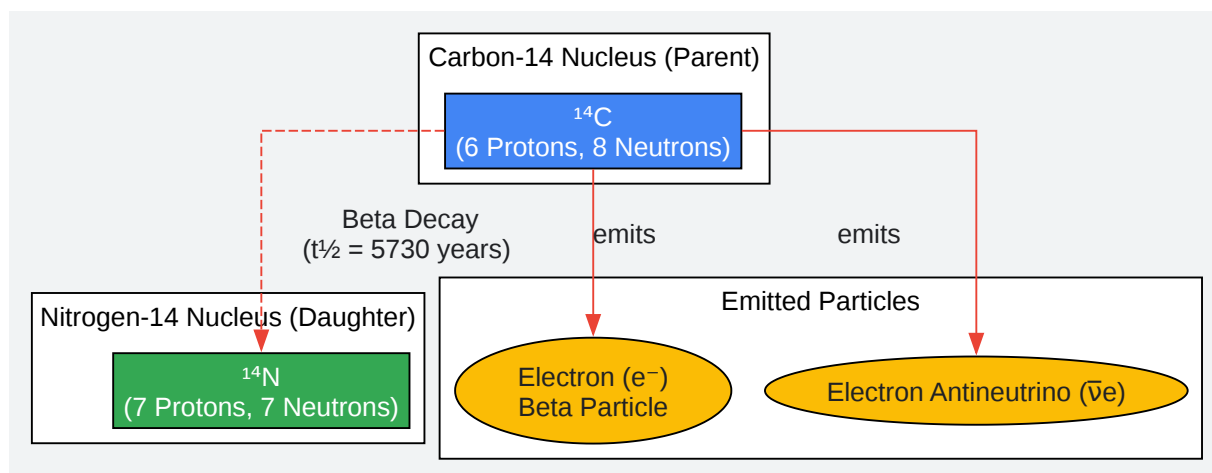 Carbon-14 Nucleus (Parent)
¹⁴C
(6 Protons, 8 Neutrons)
Beta Decay
(t½ = 5730 years)
emits
emits
Nitrogen-14 Nucleus (Daughter)
¹⁴N
(7 Protons, 7 Neutrons)
Emitted Particles
Electron (e⁻)
Beta Particle
Electron Antineutrino (ν̅e)